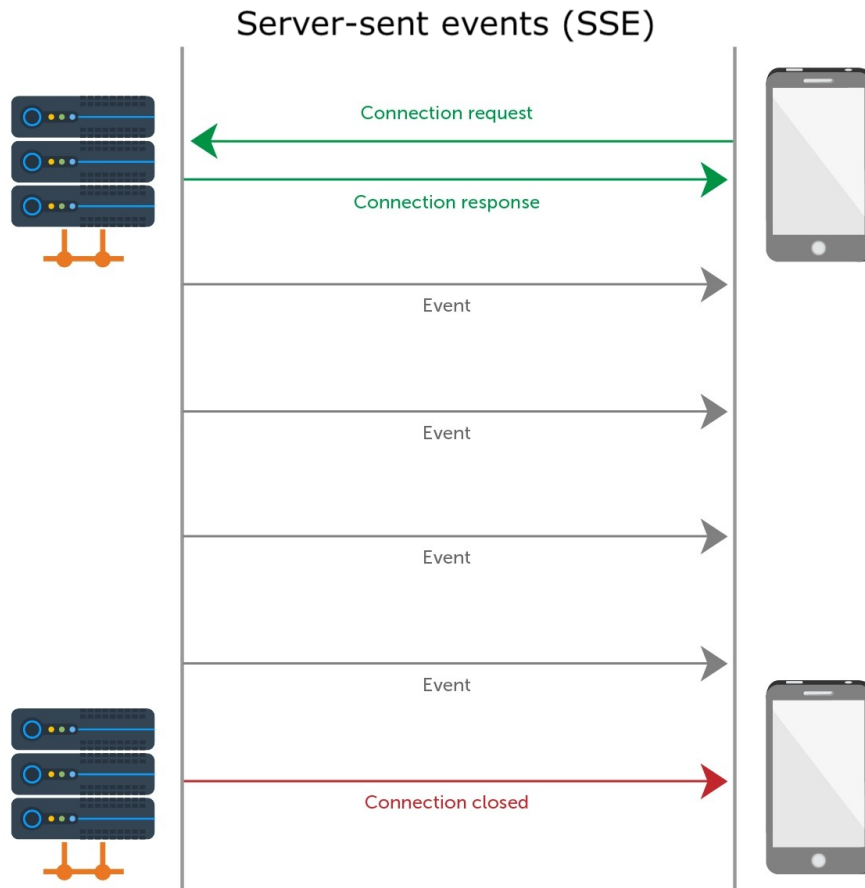 Server-sent events (SSE)
Connection request
Connection response
Event
Event
Event
Event
Connection closed